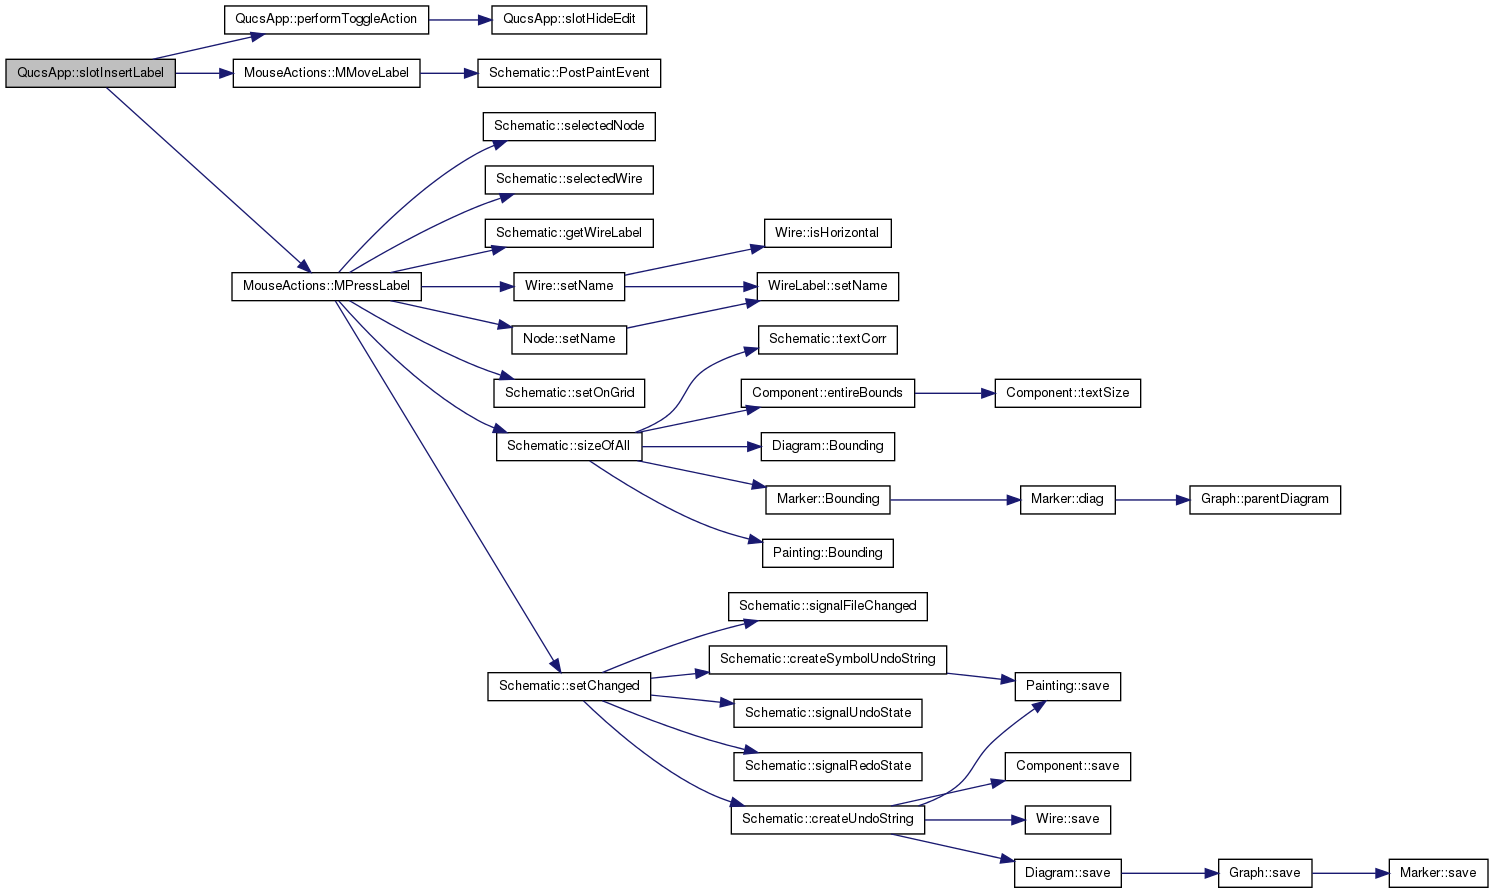 QucsApp::performToggleAction
QucsApp::slotHideEdit
QucsApp::slotInsertLabel
MouseActions::MMoveLabel
Schematic::PostPaintEvent
Schematic::selectedNode
Schematic::selectedWire
Schematic::getWireLabel
Wire::isHorizontal
MouseActions::MPressLabel
Wire::setName
WireLabel::setName
Node::setName
Schematic::textCorr
Schematic::setOnGrid
Component::entireBounds
Component::textSize
Schematic::sizeOfAll
Diagram::Bounding
Marker::Bounding
Marker::diag
Graph::parentDiagram
Painting::Bounding
Schematic::signalFileChanged
Schematic::createSymbolUndoString
Schematic::setChanged
Painting::save
Schematic::signalUndoState
Schematic::signalRedoState
Component::save
Schematic::createUndoString
Wire::save
Diagram::save
Graph::save
Marker::save